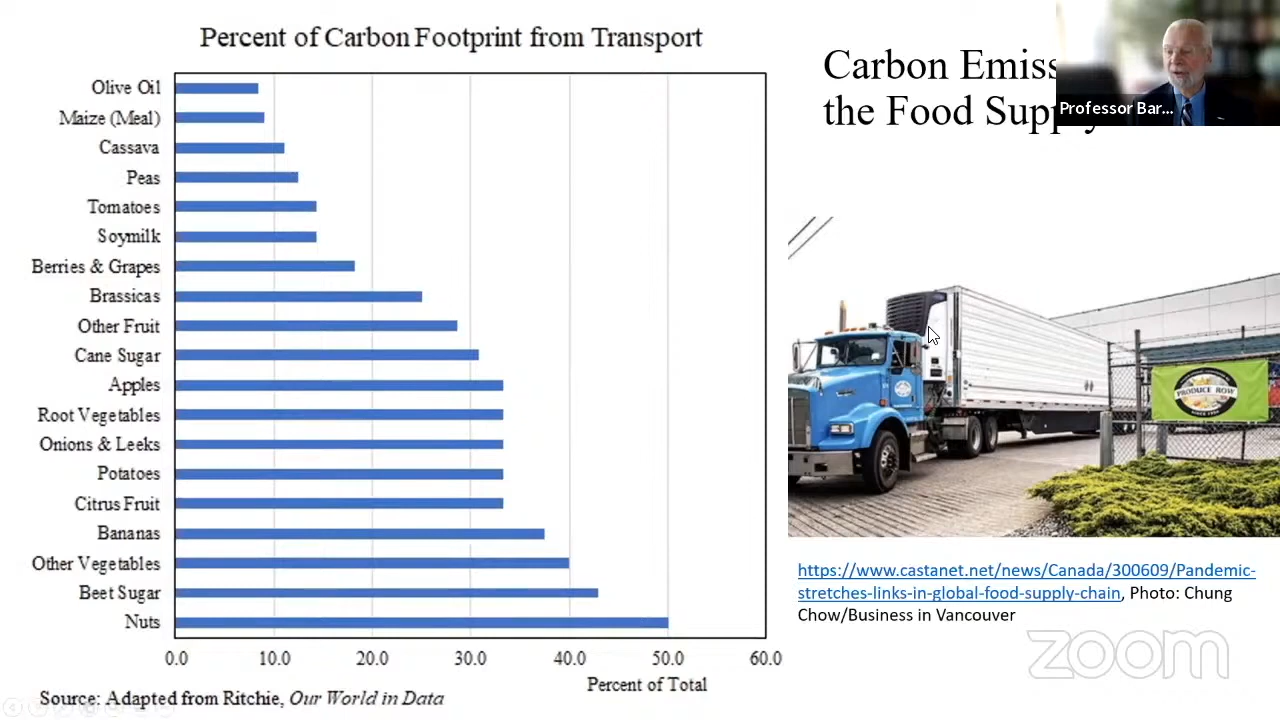 Percent of Carbon Footprint from Transport
Olive Oil
Maize (Meal)
Cassava
Peas
Tomatoes
Soymilk
Berries & Grapes
Brassicas
Other Fruit
Cane Sugar
Apples
Root Vegetables
Onions & Leeks
Potatoes
Citrus Fruit
Bananas
Other Vegetables
Beet Sugar
Nuts
0.0 10.0 20.0 30.0 40.0 50.0 60.0
Percent of Total
Source: Adapted from Ritchie, Our World in Data
Carbon Emiss
the Food Supply
Professor Bar...
PRODUCE ROW
https://www.castanet.net/news/Canada/300609/Pandemic-
stretches-links-in-global-food-supply-chain, Photo: Chung
Chow/Business in Vancouver
zoom